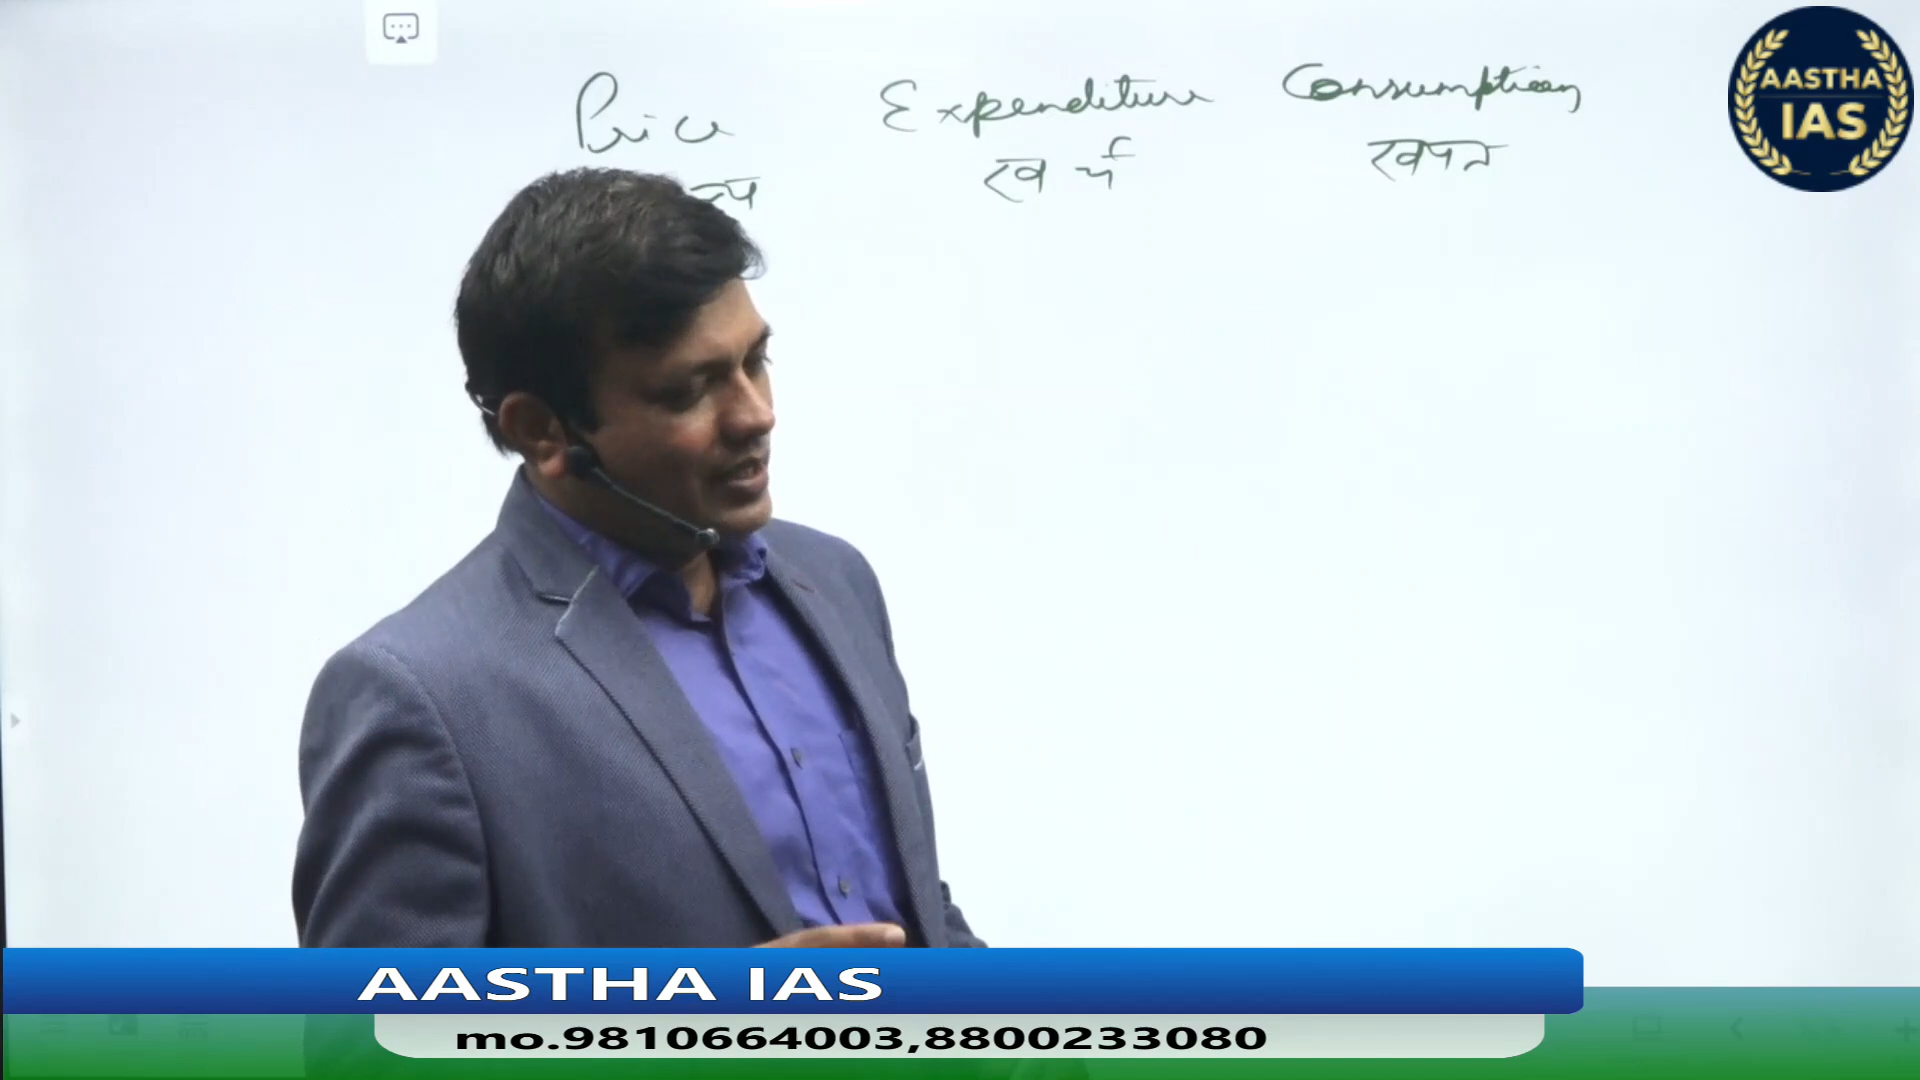 Price Expenditure Consumption
खर्च खपत
AASTHA
IAS
AASTHA IAS
mo.9810664003,8800233080